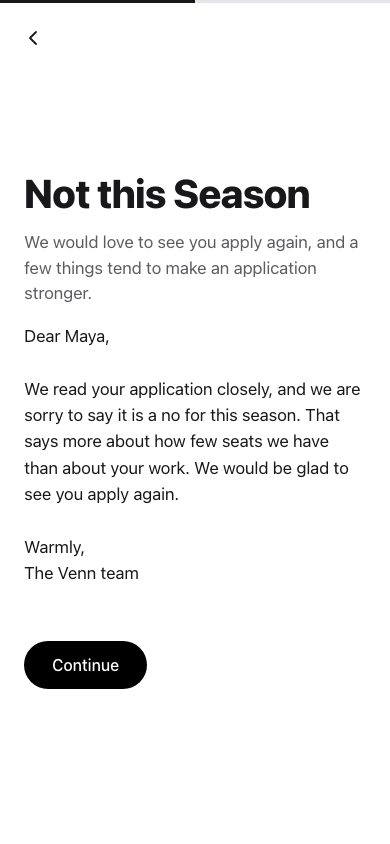 Not this Season
We would love to see you apply again, and a
few things tend to make an application
stronger.
Dear Maya,
We read your application closely, and we are
sorry to say it is a no for this season. That
says more about how few seats we have
than about your work. We would be glad to
see you apply again.
Warmly,
The Venn team
Continue